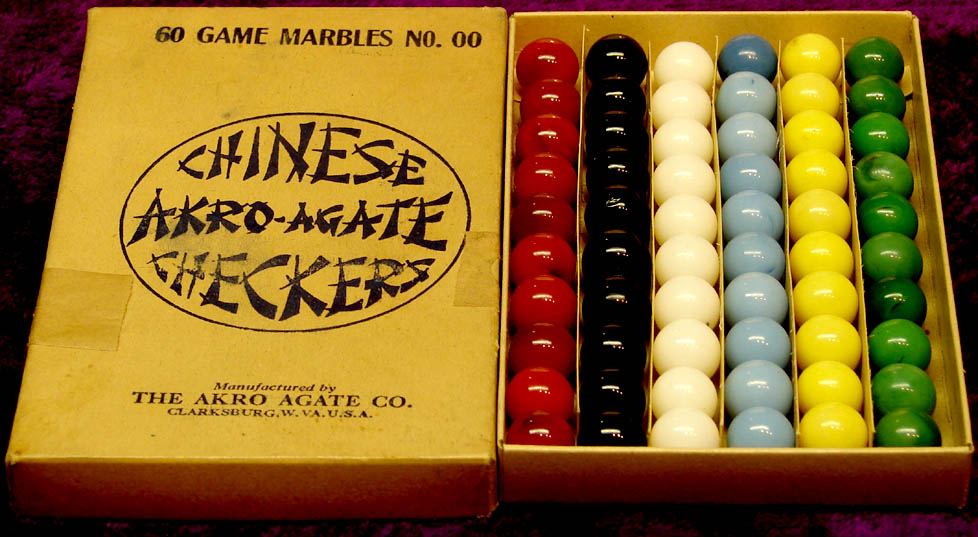 60 GAME MARBLES NO. 00
CHINESE
AKRO-AGATE
CHECKERS
Manufactured by
THE AKRO AGATE CO.
CLARKSBURG, W. VA. U.S.A.